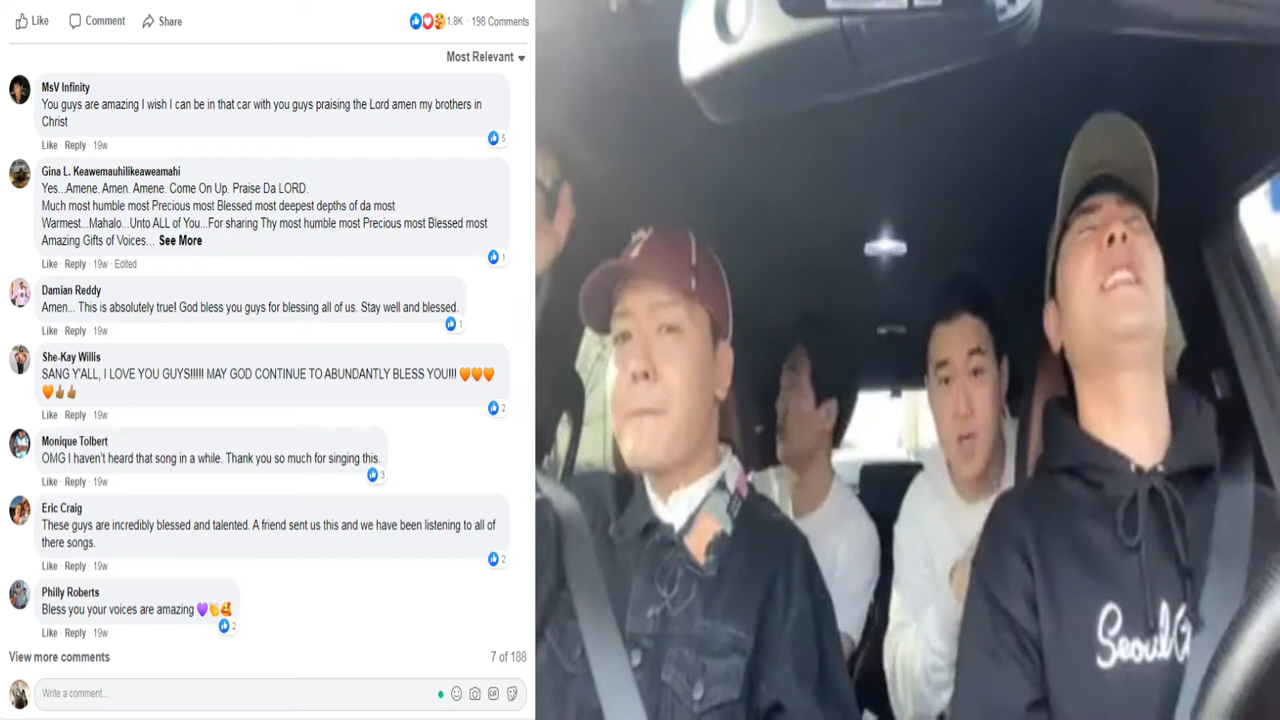 Like Comment Share 1.8K · 198 Comments
Most Relevant
MsV Infinity
You guys are amazing I wish I can be in that car with you guys praising the Lord amen my brothers in
Christ
5
Like · Reply · 19w
Gina L. Keawemauhilikeaweamahi
Yes...Amene. Amen. Amene. Come On Up. Praise Da LORD.
Much most humble most Precious most Blessed most deepest depths of da most
Warmest...Mahalo...Unto ALL of You...For sharing Thy most humble most Precious most Blessed most
Amazing Gifts of Voices... See More
1
Like · Reply · 19w · Edited
Damian Reddy
Amen... This is absolutely true! God bless you guys for blessing all of us. Stay well and blessed.
1
Like · Reply · 19w
She-Kay Willis
SANG Y'ALL, I LOVE YOU GUYS!!!!! MAY GOD CONTINUE TO ABUNDANTLY BLESS YOU!!! 🧡🧡🧡
🧡👍🏽👍🏽
2
Like · Reply · 19w
Monique Tolbert
OMG I haven't heard that song in a while. Thank you so much for singing this.
3
Like · Reply · 19w
Eric Craig
These guys are incredibly blessed and talented. A friend sent us this and we have been listening to all of
there songs.
2
Like · Reply · 19w
Philly Roberts
Bless you your voices are amazing 💜👏🥰
2
Like · Reply · 19w
View more comments 7 of 188
Write a comment...